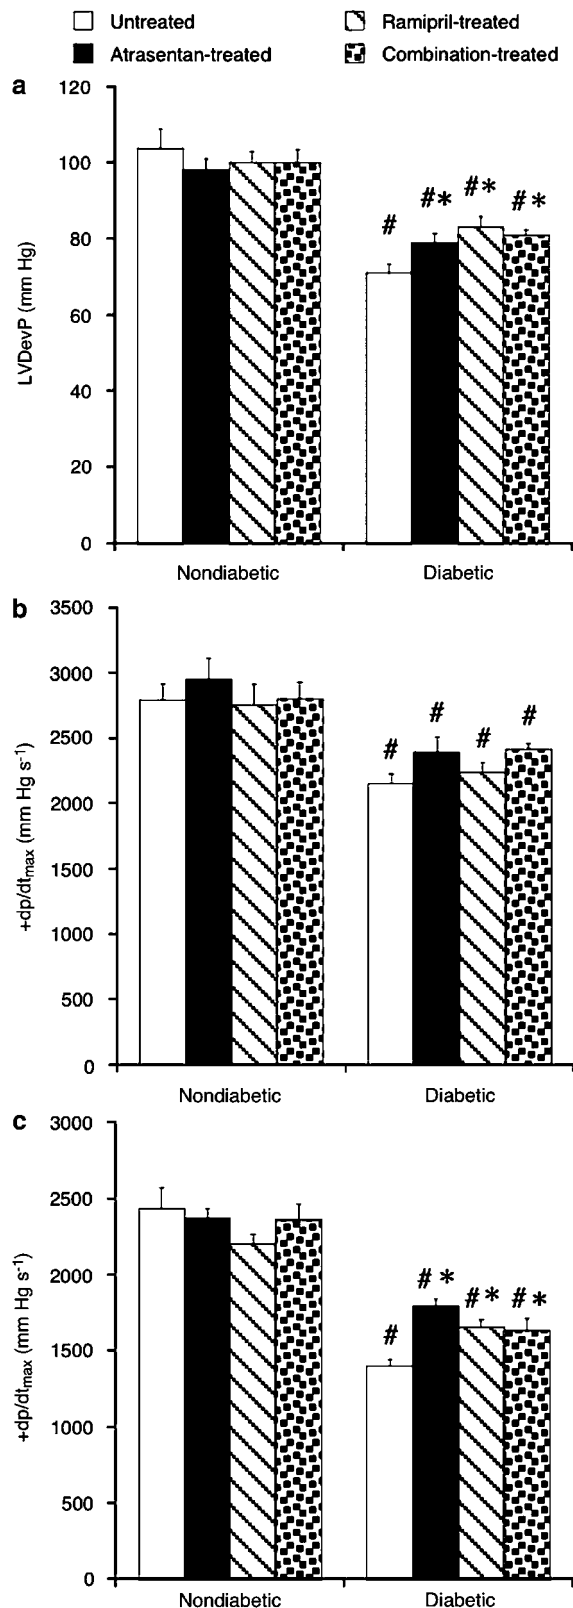 Untreated
Ramipril-treated
Atrasentan-treated
Combination-treated
a
120
100
80
60
40
20
0
LVDevP (mm Hg)
# #* #* #*
Nondiabetic Diabetic
b
3500
3000
2500
2000
1500
1000
500
0
+dp/dtmax (mm Hg s-1)
# # # #
Nondiabetic Diabetic
c
3000
2500
2000
1500
1000
500
0
+dp/dtmax (mm Hg s-1)
# #* #* #*
Nondiabetic Diabetic